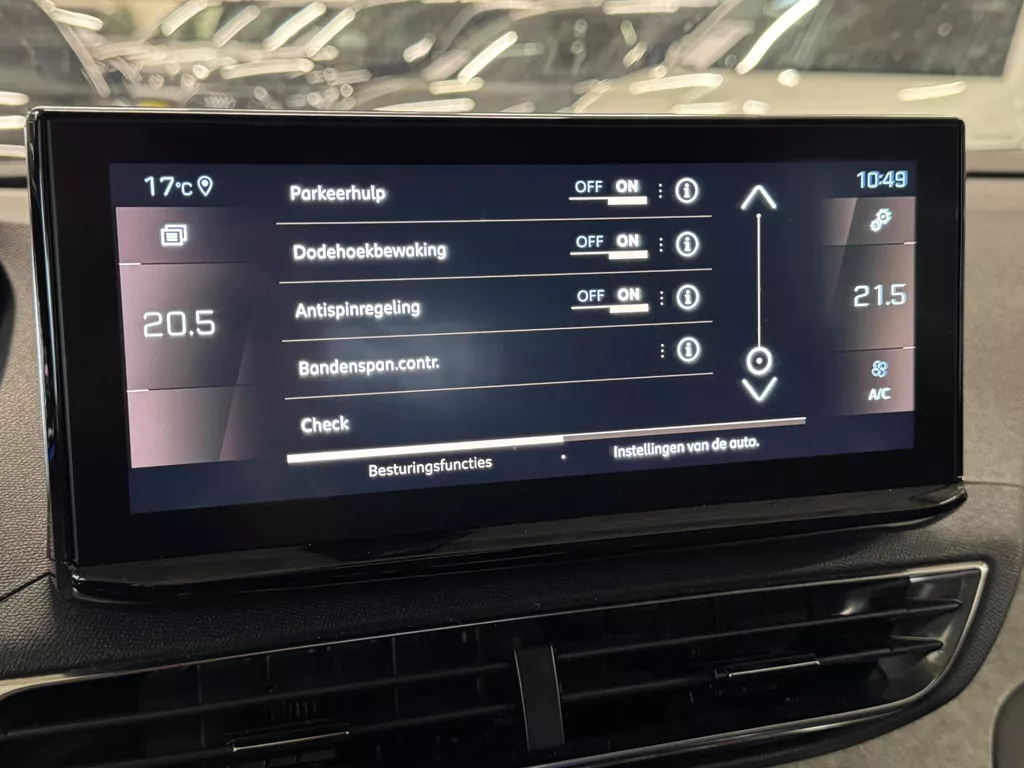 17°C
10:49
Parkeerhulp OFF ON
Dodehoekbewaking OFF ON
20.5
21.5
Antispinregeling OFF ON
Bandenspan.contr.
A/C
Check
Besturingsfuncties
Instellingen van de auto.